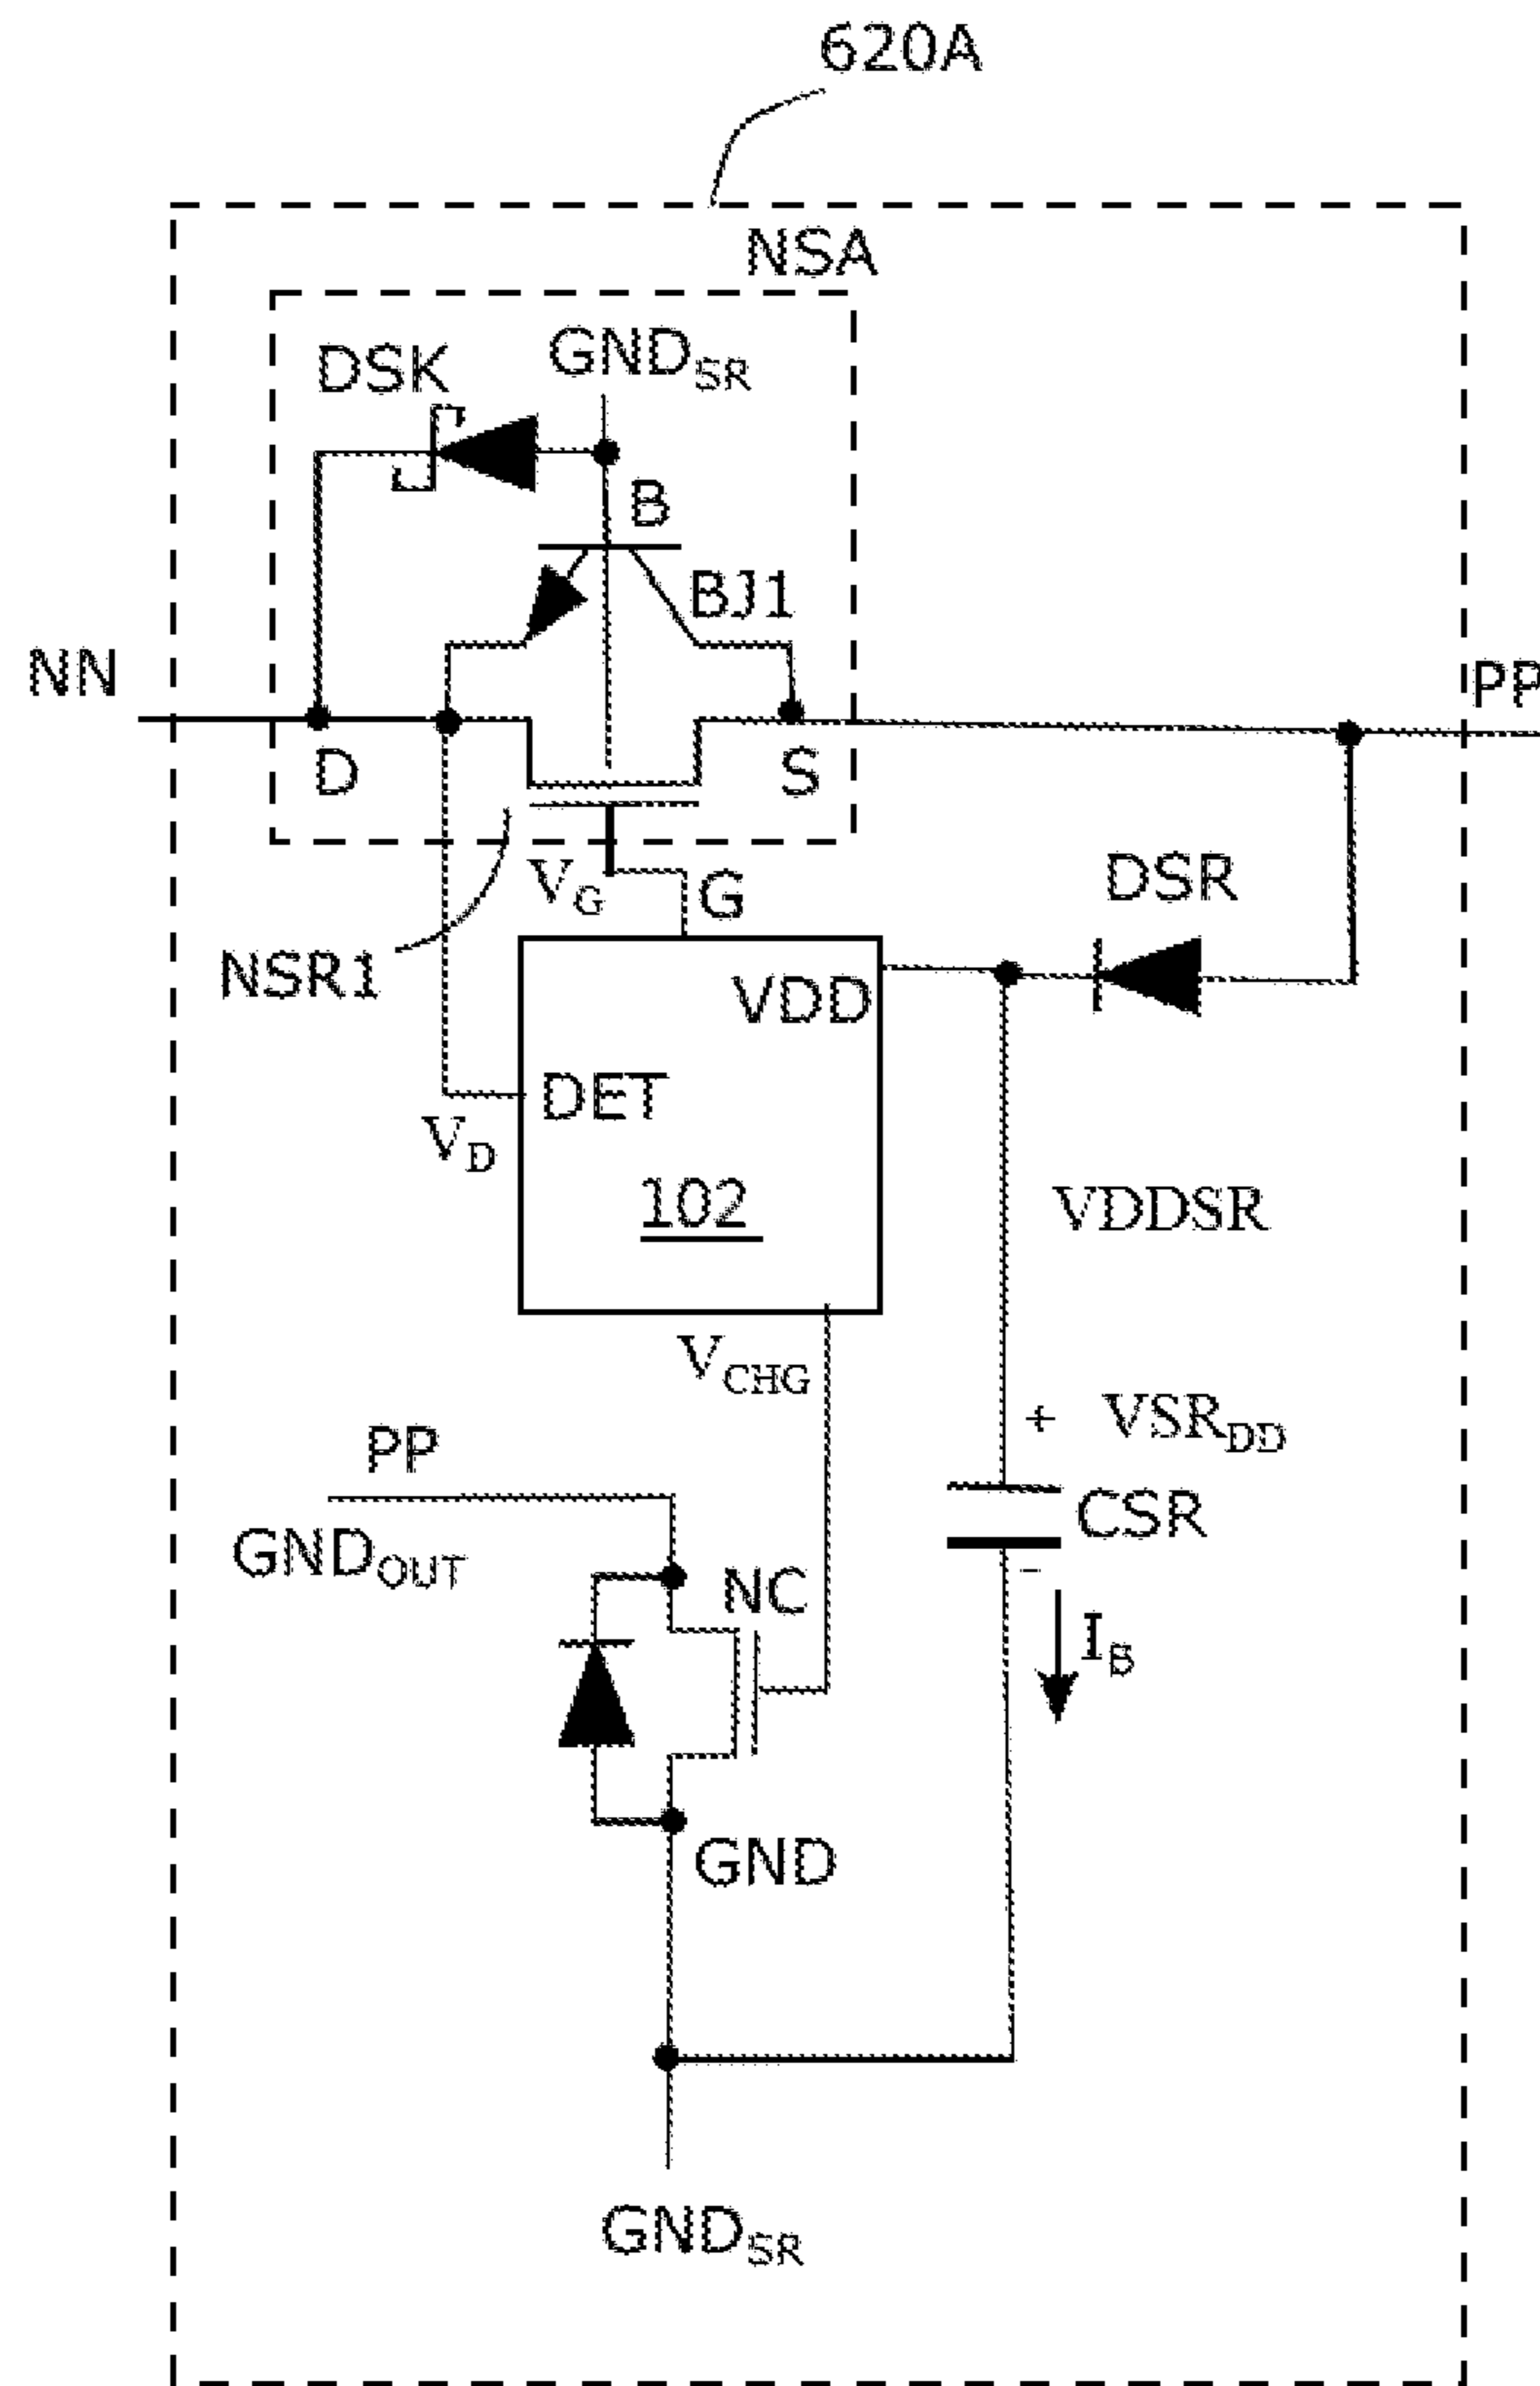 620A
NSA
DSK
GNDSR
B
BJ1
NN
PP
D
S
VG
G
DSR
NSR1
VDD
DET
VD
102
VDDSR
VCHG
+ VSRDD
PP
CSR
GNDOUT
-
NC
IB
GND
GNDSR